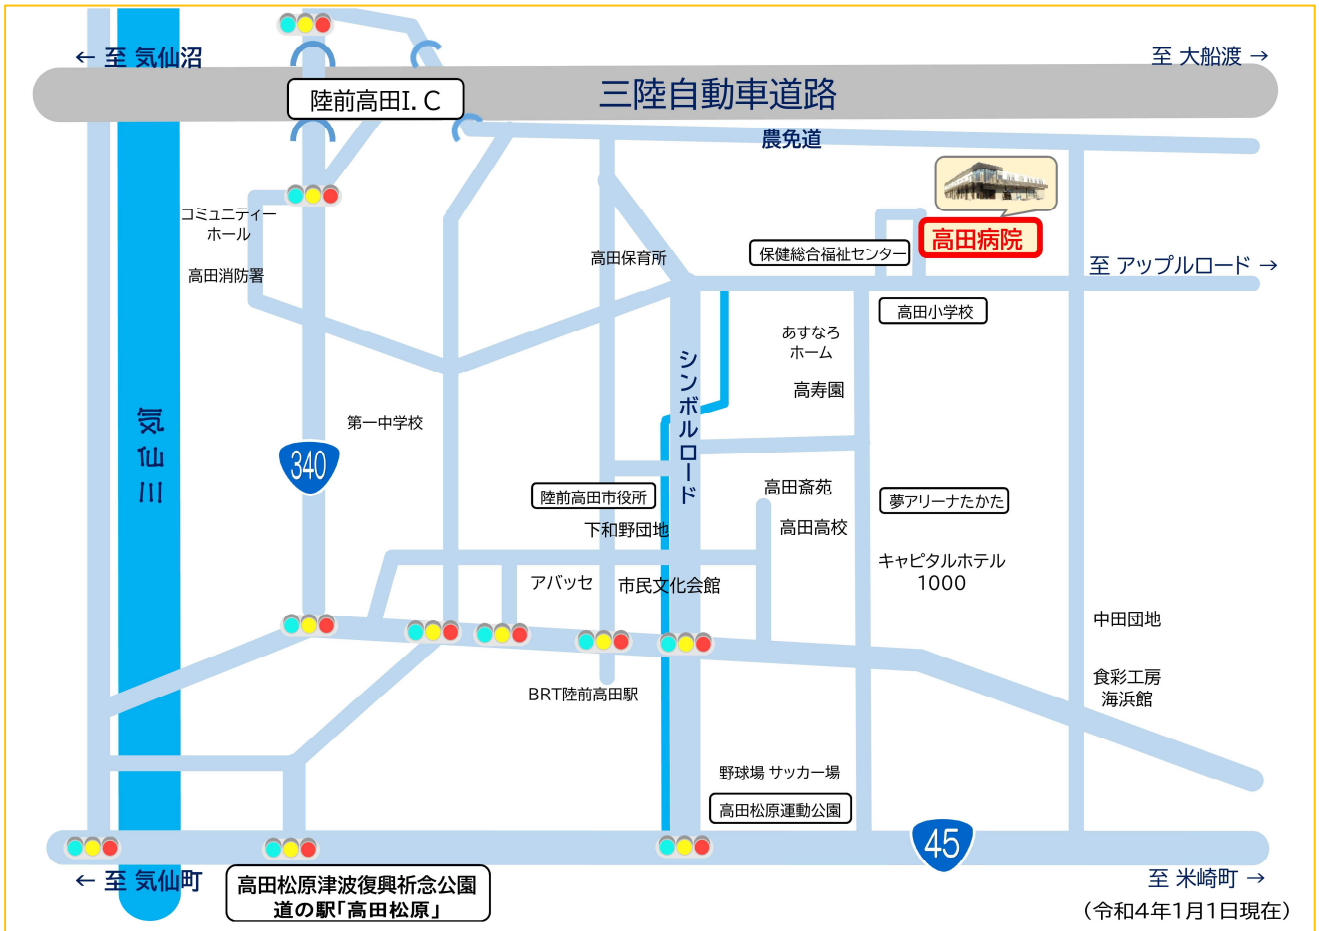 ← 至 気仙沼
至 大船渡 →
三陸自動車道路
陸前高田I. C
農免道
コミュニティー
ホール
高田消防署
高田保育所
保健総合福祉センター
高田病院
至 アップルロード →
高田小学校
あすなろ
ホーム
高寿園
シンボルロード
気仙川
第一中学校
340
陸前高田市役所
高田斎苑
夢アリーナたかた
下和野団地
高田高校
アバッセ
市民文化会館
キャピタルホテル
1000
中田団地
食彩工房
海浜館
BRT陸前高田駅
野球場 サッカー場
高田松原運動公園
45
← 至 気仙町
高田松原津波復興祈念公園
道の駅「高田松原」
至 米崎町 →
（令和4年1月1日現在）